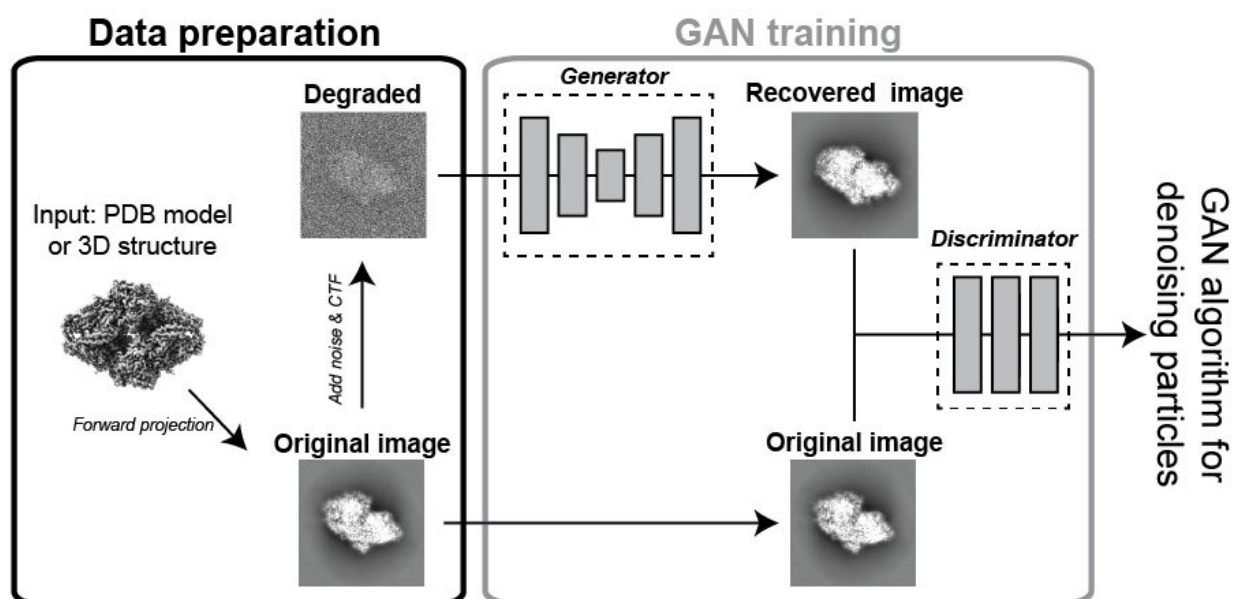 Data preparation
GAN training
Degraded
Generator
Recovered image
Input: PDB model
or 3D structure
Add noise & CTF
Discriminator
Forward projection
Original image
Original image
GAN algorithm for
denoising particles